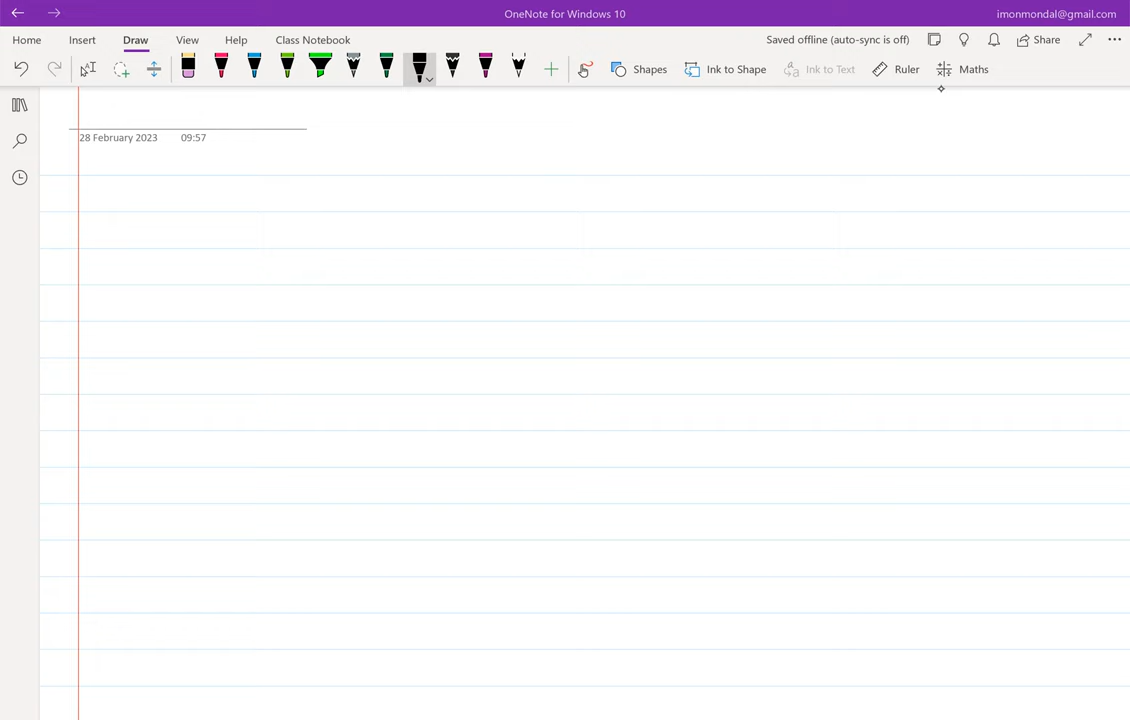 OneNote for Windows 10
imonmondal@gmail.com
Home Insert Draw View Help Class Notebook
Saved offline (auto-sync is off) Share
Shapes Ink to Shape Ink to Text Ruler Maths
28 February 2023 09:57